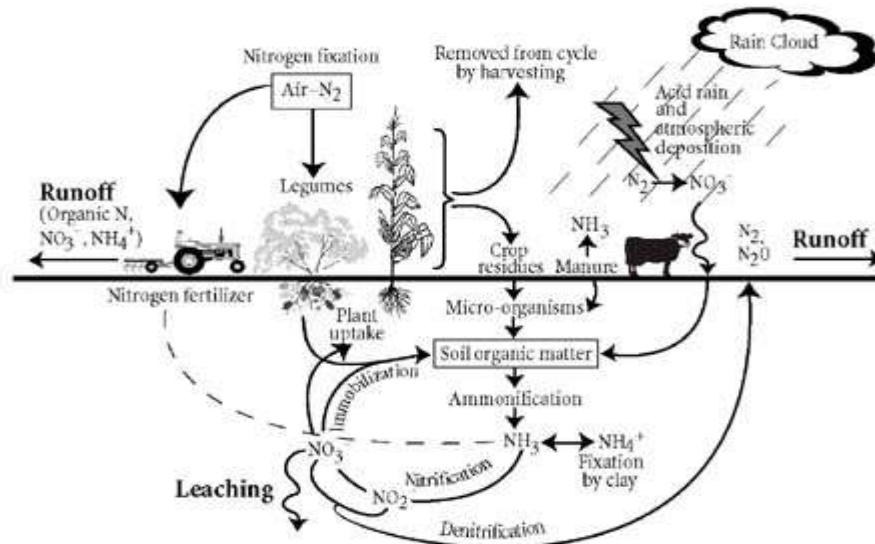 Nitrogen fixation
Air–N₂
Removed from cycle
by harvesting
Rain Cloud
Acid rain
and
atmospheric
deposition
N₂
NO₃⁻
Legumes
Runoff
(Organic N,
NO₃⁻, NH₄⁺)
NH₃
N₂,
N₂O
Runoff
Crop
residues
Manure
Nitrogen fertilizer
Plant
uptake
Micro-organisms
Soil organic matter
Immobilization
Ammonification
NO₃
NH₃
NH₄⁺
Fixation
by clay
Nitrification
Leaching
NO₂
Denitrification